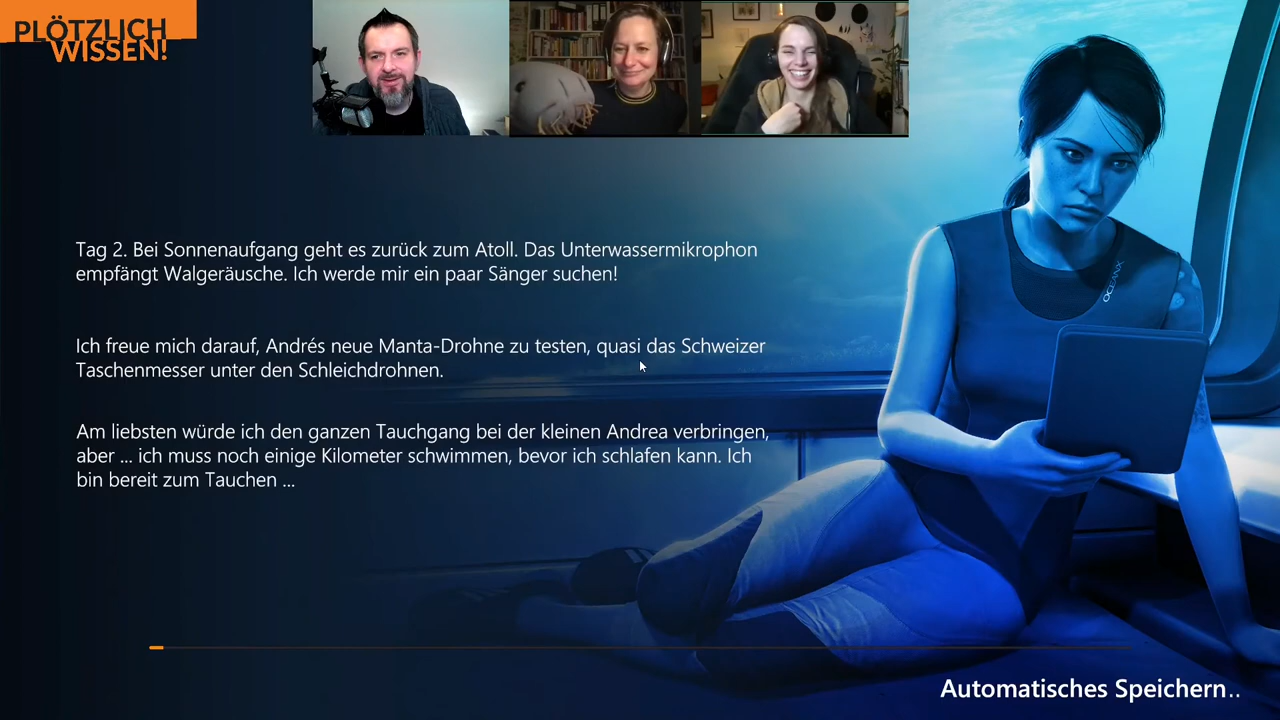 PLÖTZLICH
WISSEN!
Tag 2. Bei Sonnenaufgang geht es zurück zum Atoll. Das Unterwassermikrophon
empfängt Walgeräusche. Ich werde mir ein paar Sänger suchen!
Ich freue mich darauf, Andrés neue Manta-Drohne zu testen, quasi das Schweizer
Taschenmesser unter den Schleichdrohnen.
Am liebsten würde ich den ganzen Tauchgang bei der kleinen Andrea verbringen,
aber ... ich muss noch einige Kilometer schwimmen, bevor ich schlafen kann. Ich
bin bereit zum Tauchen ...
OCEANX
Automatisches Speichern..